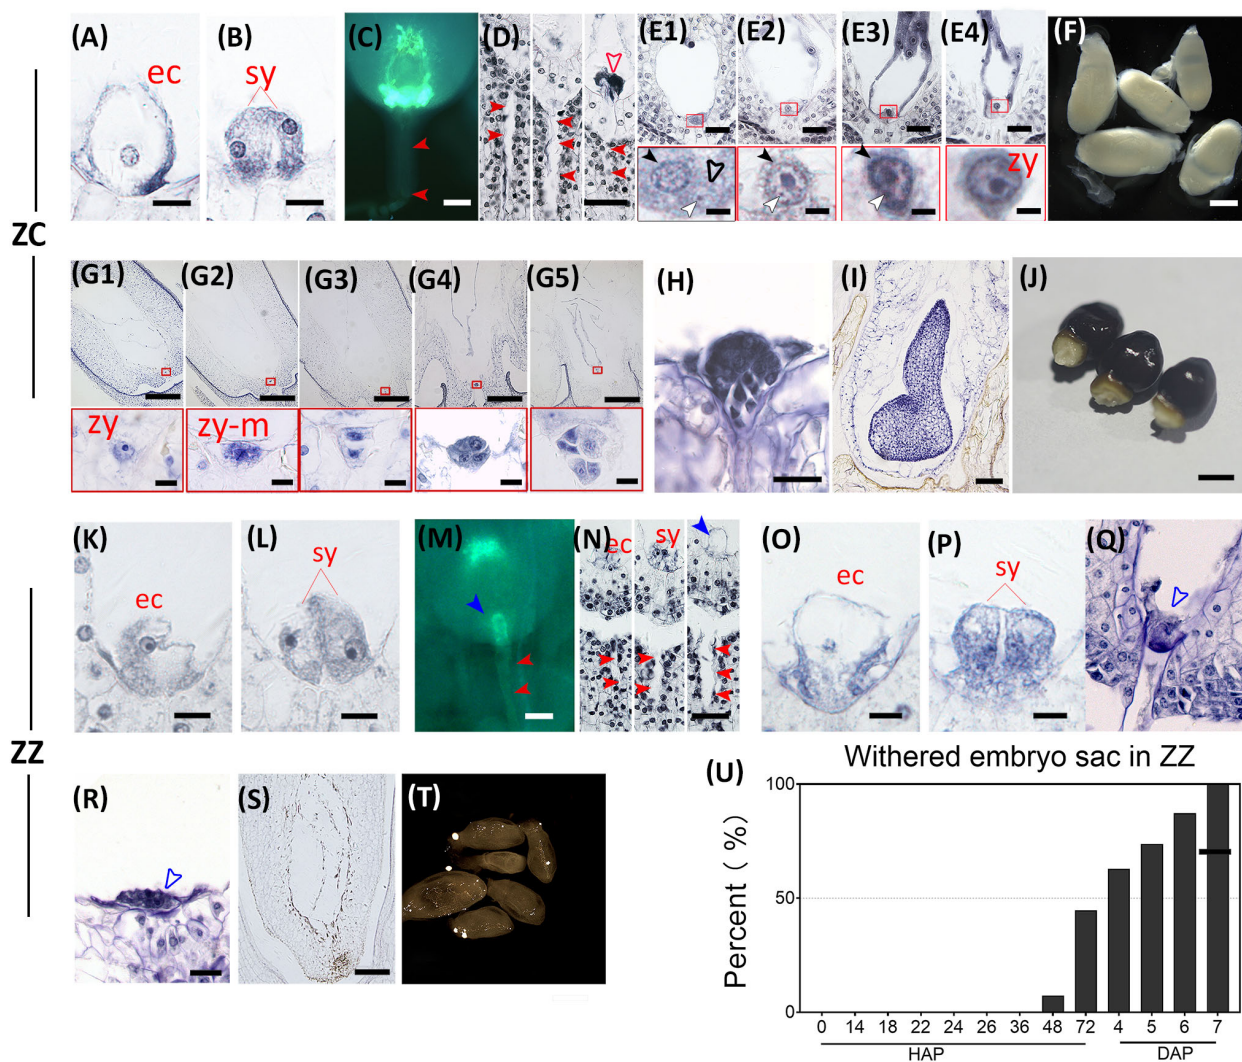 (A)
ec
(B)
sy
(C)
(D)
(E1)
(E2)
(E3)
(E4)
zy
(F)
ZC
(G1)
(G2)
(G3)
(G4)
(G5)
zy
zy-m
(H)
(I)
(J)
(K)
ec
(L)
sy
(M)
(N)
ec
sy
(O)
ec
(P)
sy
(Q)
ZZ
(R)
(S)
(T)
(U)
Withered embryo sac in ZZ
Percent ( %)
100
50
0
0 14 18 22 24 26 36 48 72 4 5 6 7
HAP DAP